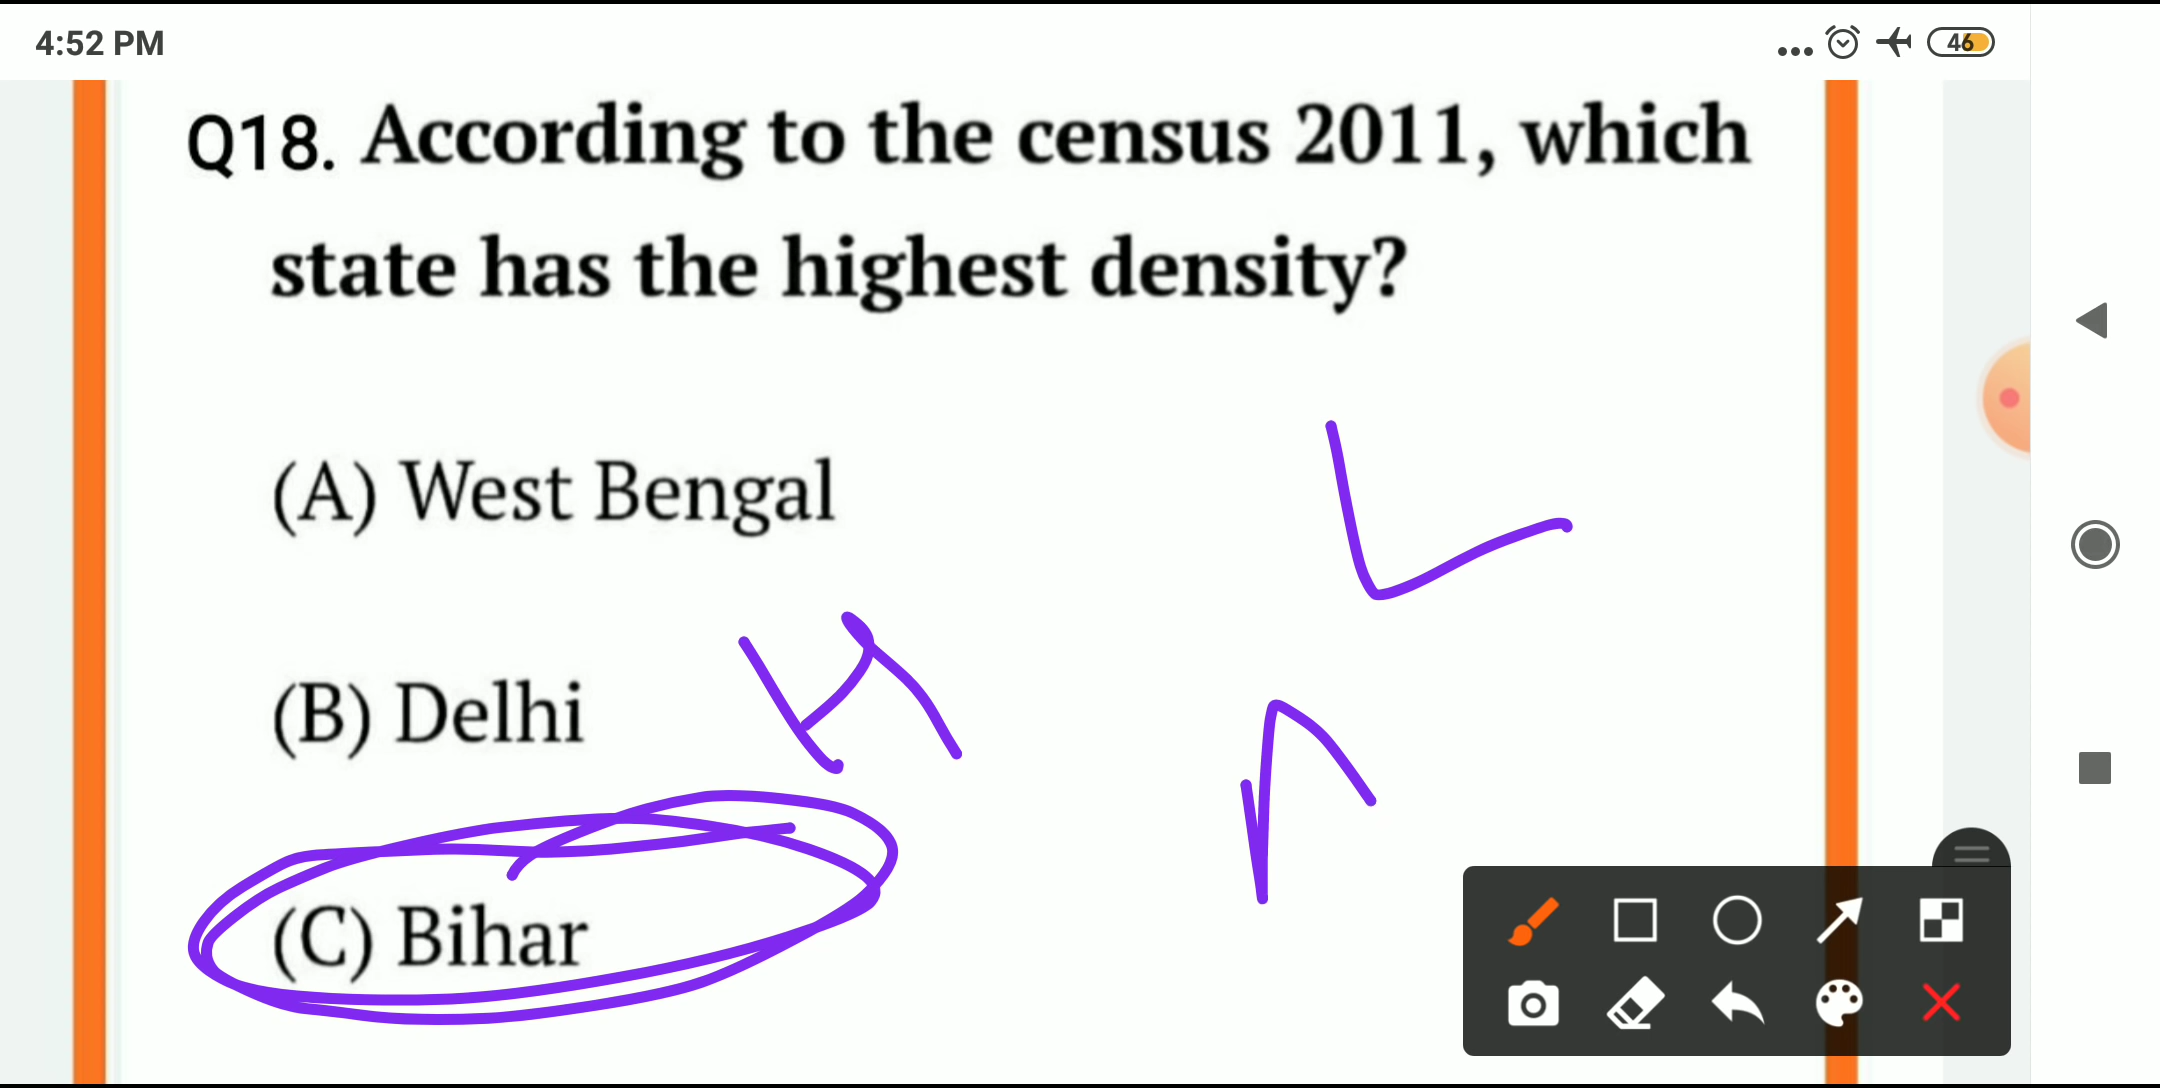 4:52 PM
46
Q18. According to the census 2011, which
state has the highest density?
(A) West Bengal
L
(B) Delhi
H
(C) Bihar